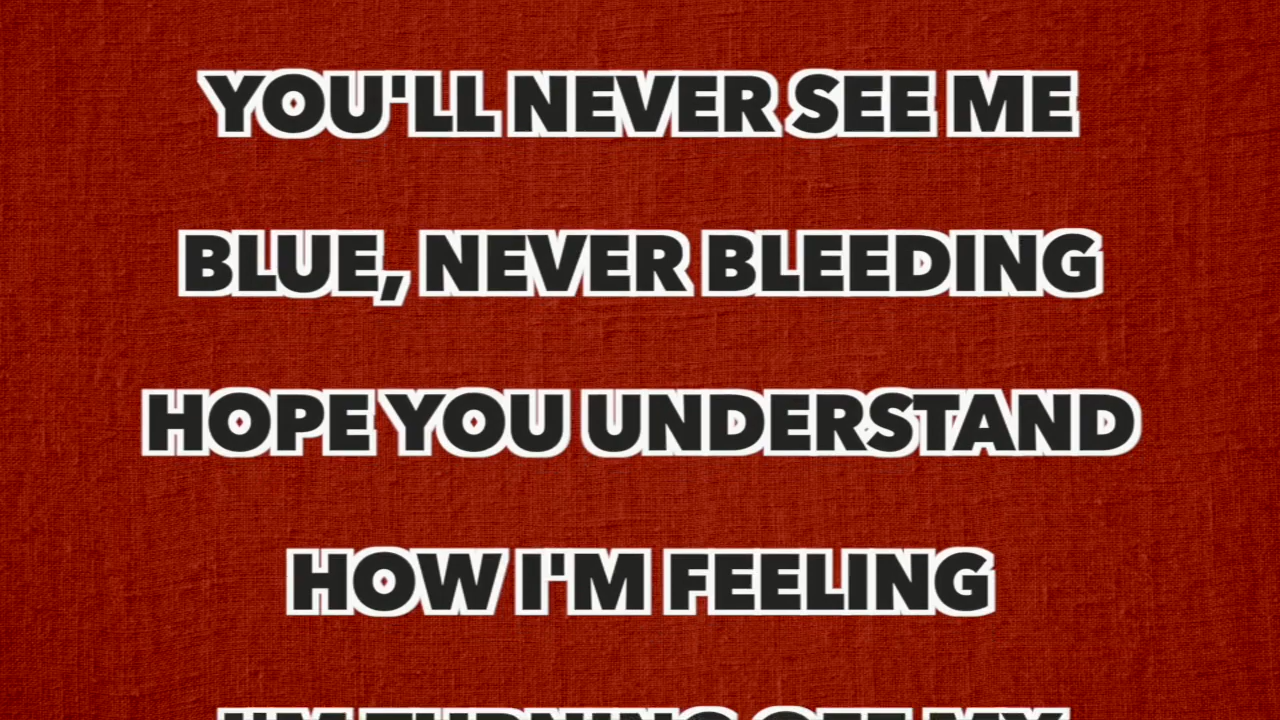 YOU'LL NEVER SEE ME
BLUE, NEVER BLEEDING
HOPE YOU UNDERSTAND
HOW I'M FEELING